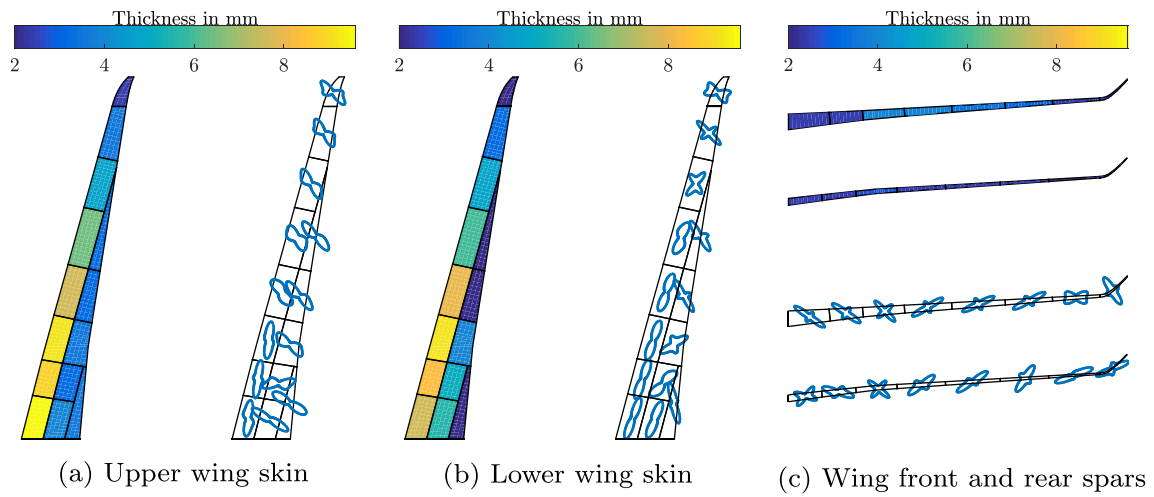 Thickness in mm
2 4 6 8
(a) Upper wing skin
Thickness in mm
2 4 6 8
(b) Lower wing skin
Thickness in mm
2 4 6 8
(c) Wing front and rear spars